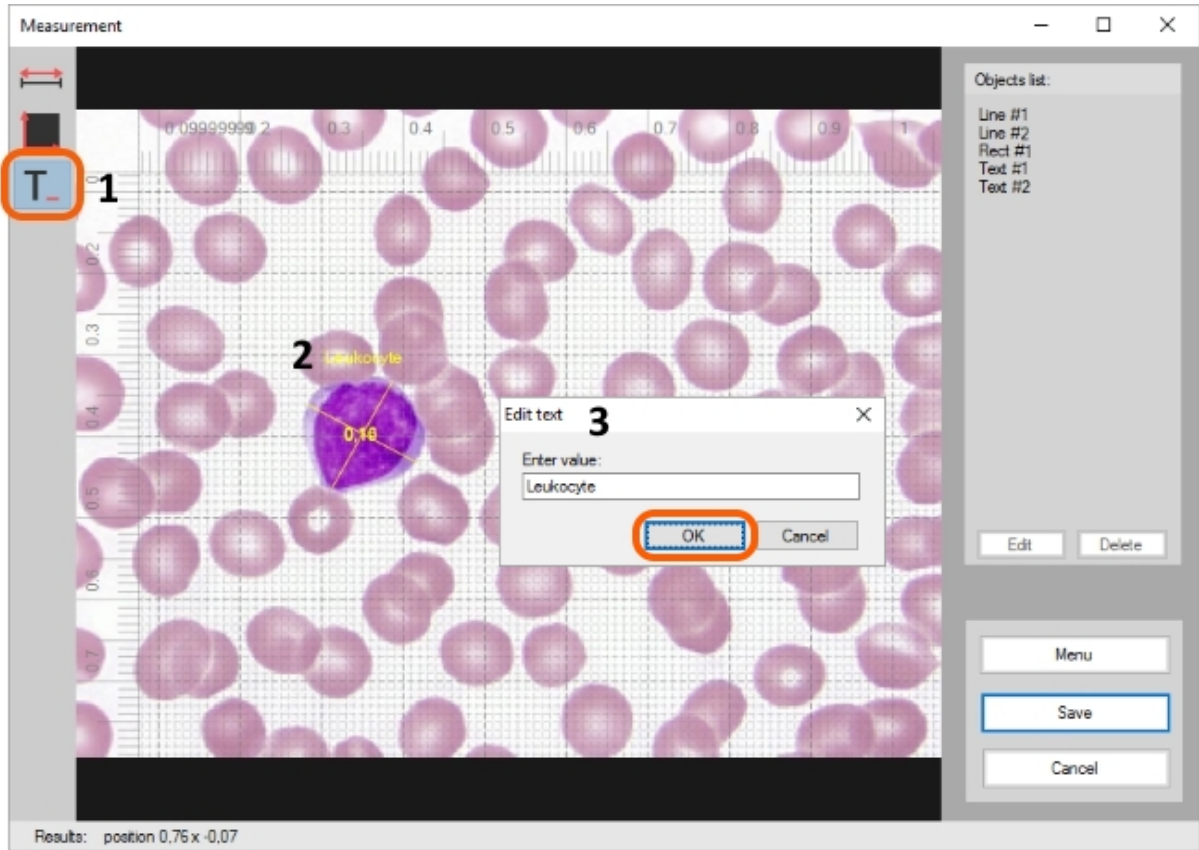 Measurement
Objects list:
Line #1
Line #2
Rect #1
Text #1
Text #2
0.09999999 0.2 0.3 0.4 0.5 0.6 0.7 0.8 0.9 1
T_ 1
0
0.2
0.3
2 Leukocyte
0.4
0,16
Edit text 3
Enter value:
Leukocyte
OK Cancel
0.5
Edit Delete
0.6
0.7
Menu
Save
Cancel
Results: position 0,76 x -0,07